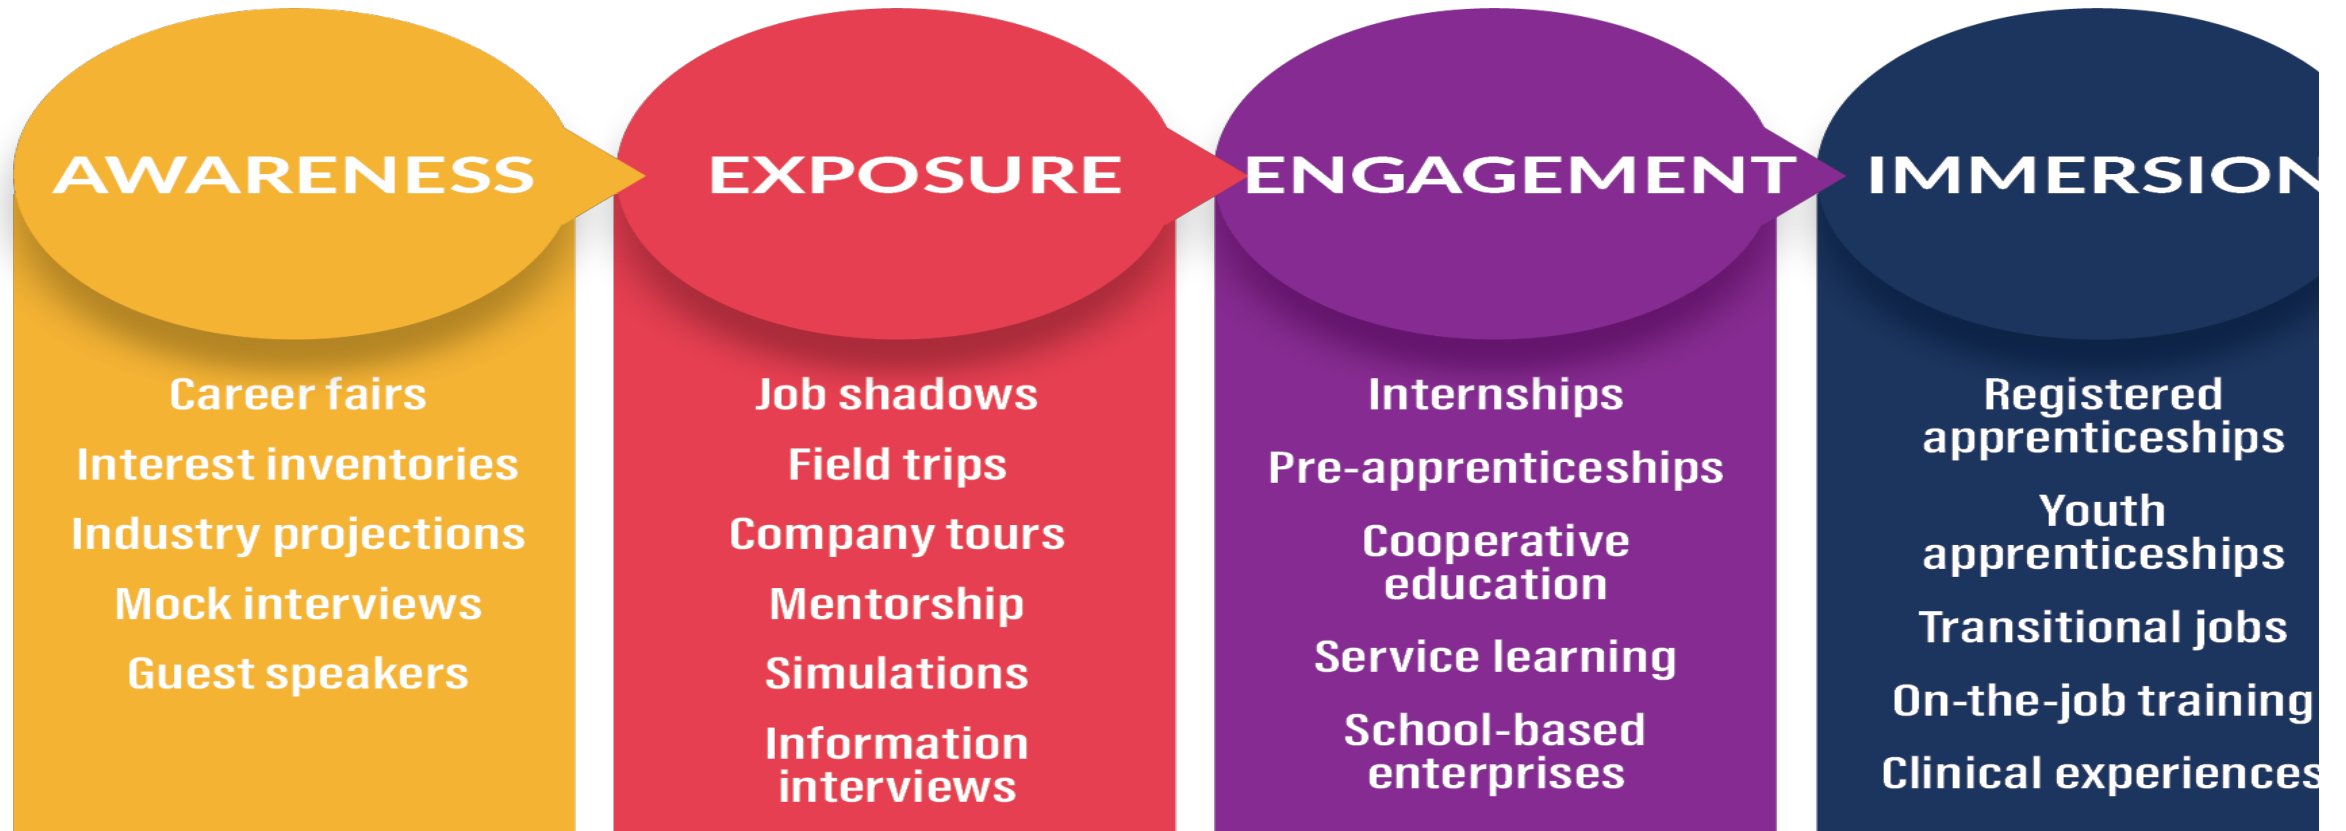 AWARENESS
Career fairs
Interest inventories
Industry projections
Mock interviews
Guest speakers
EXPOSURE
Job shadows
Field trips
Company tours
Mentorship
Simulations
Information
interviews
ENGAGEMENT
Internships
Pre-apprenticeships
Cooperative
education
Service learning
School-based
enterprises
IMMERSION
Registered
apprenticeships
Youth
apprenticeships
Transitional jobs
On-the-job training
Clinical experiences